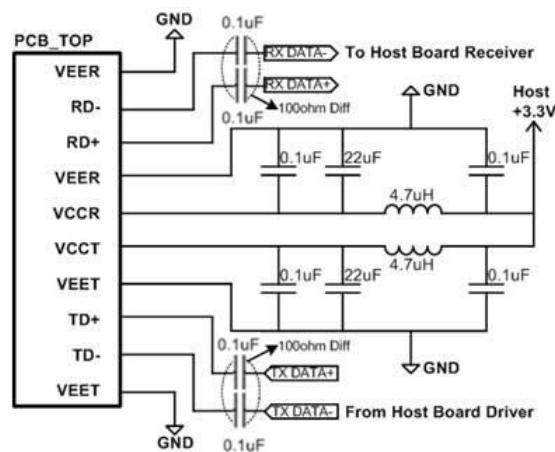 GND
0.1uF
PCB_TOP
RX DATA- To Host Board Receiver
VEER
RX DATA+
GND
Host
+3.3V
RD-
0.1uF
100ohm Diff
RD+
0.1uF
22uF
0.1uF
VEER
4.7uH
VCCR
VCCT
4.7uH
0.1uF
22uF
0.1uF
VEET
TD+
0.1uF
100ohm Diff
GND
TX DATA+
TD-
TX DATA- From Host Board Driver
VEET
GND
0.1uF